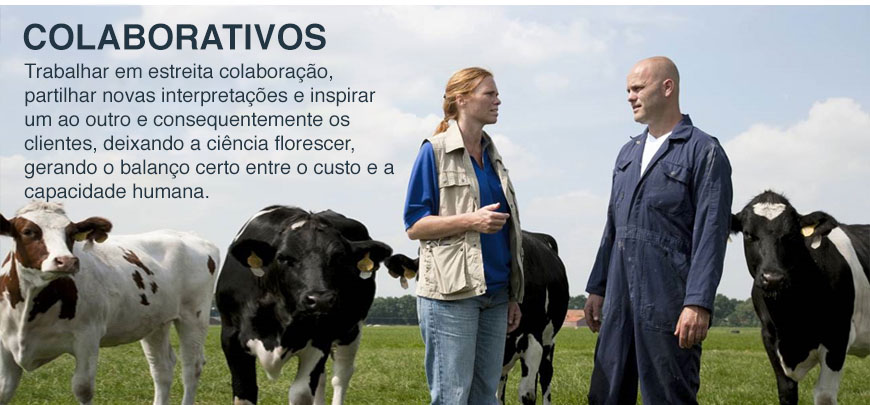 COLABORATIVOS
Trabalhar em estreita colaboração,
partilhar novas interpretações e inspirar
um ao outro e consequentemente os
clientes, deixando a ciência florescer,
gerando o balanço certo entre o custo e a
capacidade humana.